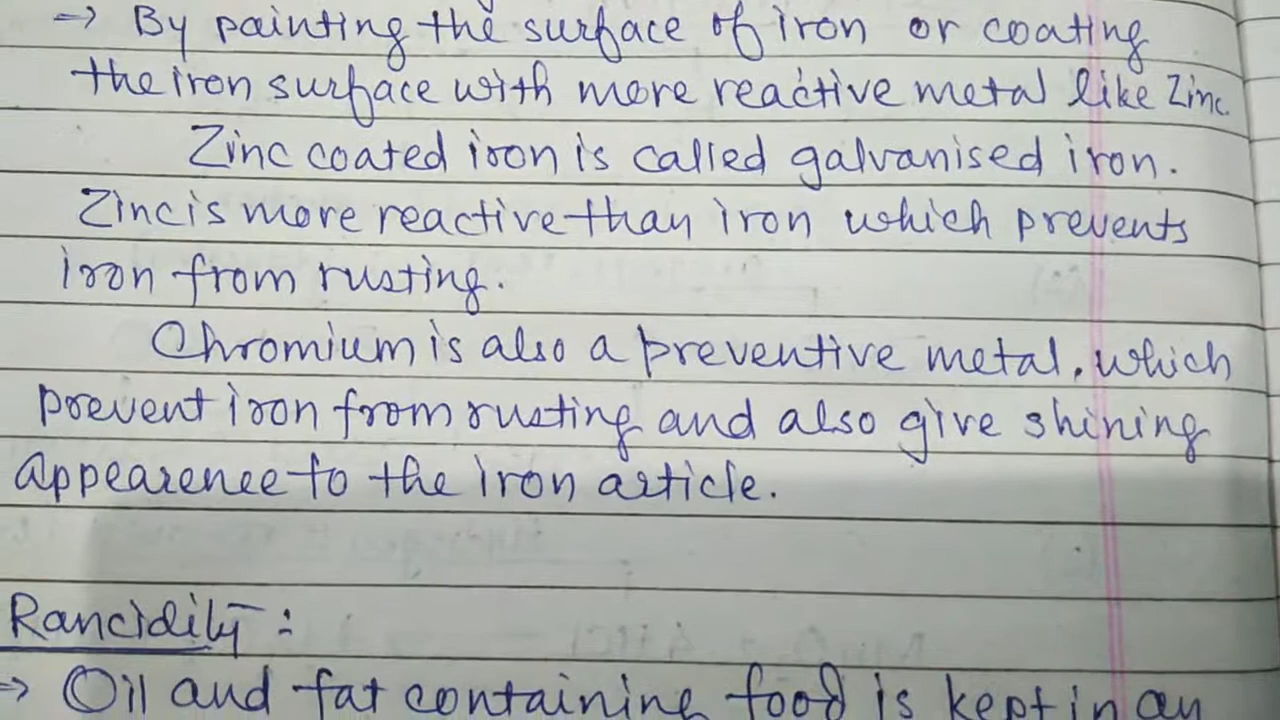 → By painting the surface of iron or coating
the iron surface with more reactive metal like Zinc.
Zinc coated iron is called galvanised iron.
Zinc is more reactive than iron which prevents
iron from rusting.
Chromium is also a preventive metal, which
prevent iron from rusting and also give shining
appearence to the iron article.
Rancidity :
→ Oil and fat containing food is kept in an